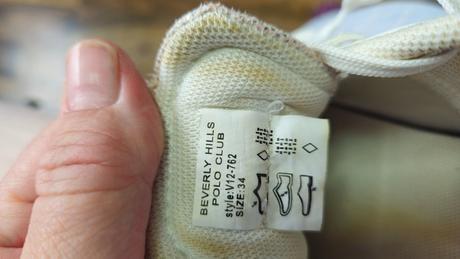 BEVERLY HILLS
POLO CLUB
style:V12-762
SIZE:34